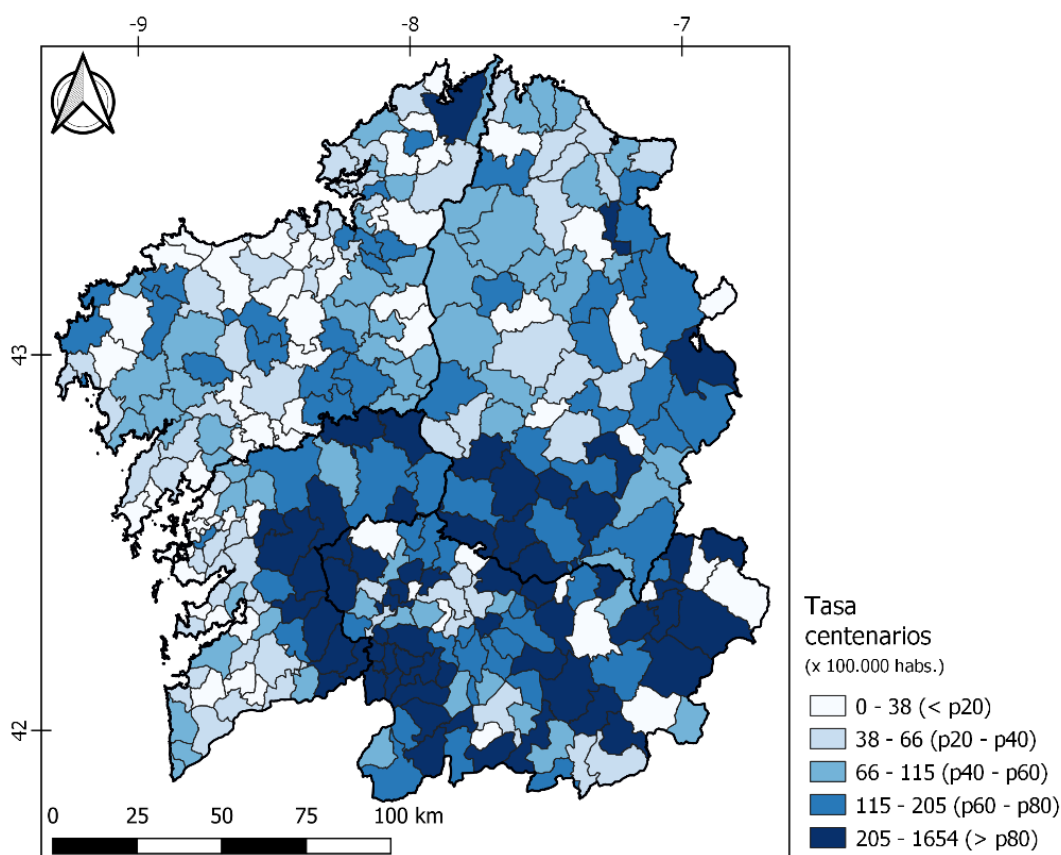 -9 -8 -7
43
42
0 25 50 75 100 km
Tasa
centenarios
(x 100.000 habs.)
0 - 38 (< p20)
38 - 66 (p20 - p40)
66 - 115 (p40 - p60)
115 - 205 (p60 - p80)
205 - 1654 (> p80)